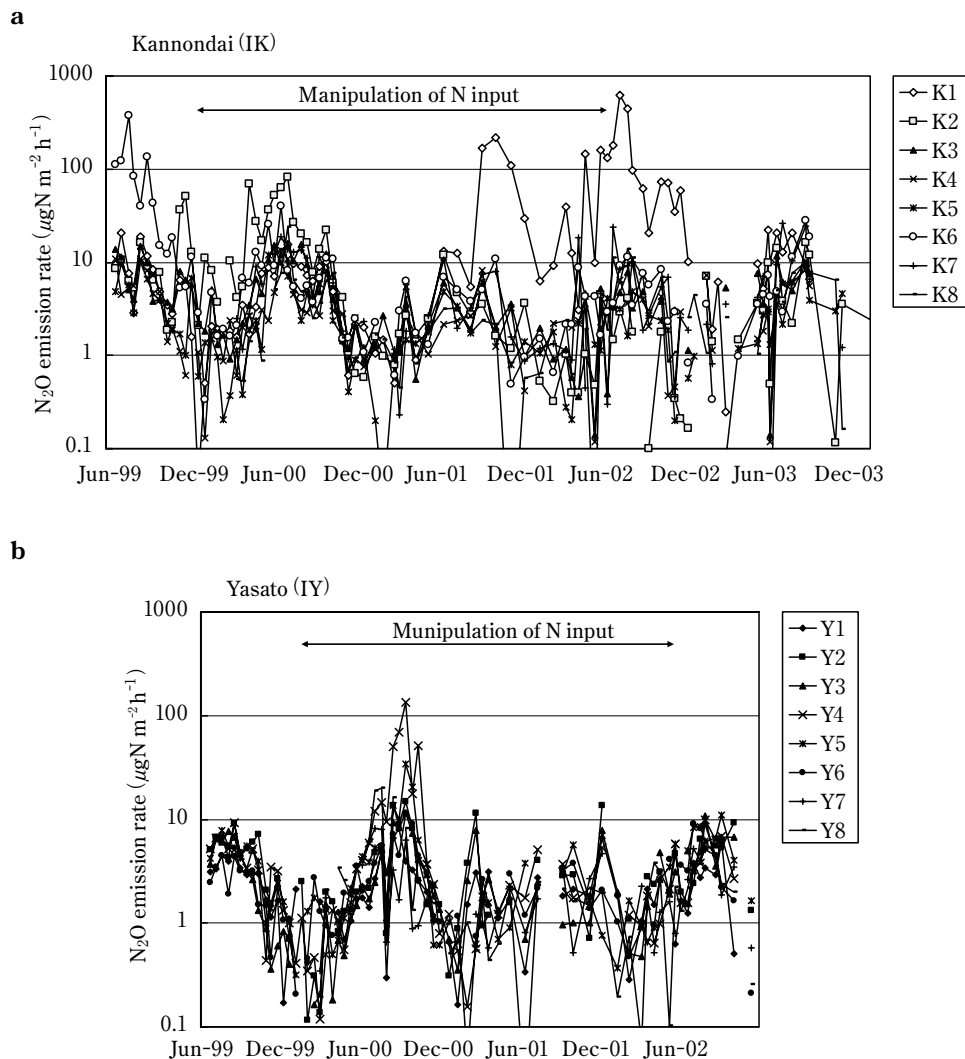 a
Kannondai (IK)
1000
100
10
1
0.1
N₂O emission rate (μgN m⁻² h⁻¹)
Manipulation of N input
Jun-99 Dec-99 Jun-00 Dec-00 Jun-01 Dec-01 Jun-02 Dec-02 Jun-03 Dec-03
K1
K2
K3
K4
K5
K6
K7
K8
b
Yasato (IY)
1000
100
10
1
0.1
N₂O emission rate (μgN m⁻² h⁻¹)
Munipulation of N input
Jun-99 Dec-99 Jun-00 Dec-00 Jun-01 Dec-01 Jun-02
Y1
Y2
Y3
Y4
Y5
Y6
Y7
Y8